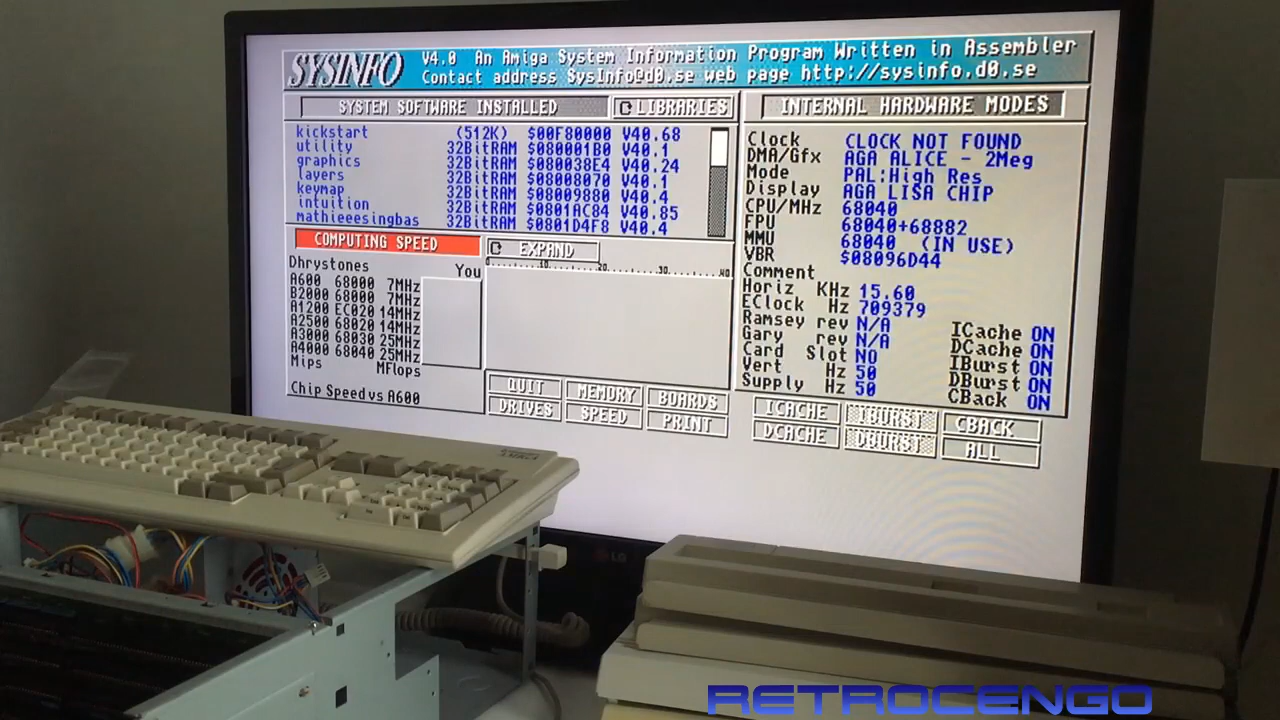 SYSINFO V4.0 An Amiga System Information Program Written in Assembler
Contact address SysInfo@d0.se web page http://sysinfo.d0.se
SYSTEM SOFTWARE INSTALLED
LIBRARIES
kickstart (512K) $00F80000 V40.68
utility 32BitRAM $080001B0 V40.1
graphics 32BitRAM $080038E4 V40.24
layers 32BitRAM $08008070 V40.1
keymap 32BitRAM $08009880 V40.4
intuition 32BitRAM $0801AC84 V40.85
mathieeesingbas 32BitRAM $0801D4F8 V40.4
INTERNAL HARDWARE MODES
Clock CLOCK NOT FOUND
DMA/Gfx AGA ALICE - 2Meg
Mode PAL:High Res
Display AGA LISA CHIP
CPU/MHz 68040
FPU 68040+68882
MMU 68040 (IN USE)
VBR $08096D44
Comment
Horiz KHz 15.60
EClock Hz 709379
Ramsey rev N/A ICache ON
Gary rev N/A DCache ON
Card Slot NO IBurst ON
Vert Hz 50 DBurst ON
Supply Hz 50 CBack ON
COMPUTING SPEED
EXPAND
0 10 20 30 40
Dhrystones You
A600 68000 7MHz
B2000 68000 7MHz
A1200 EC020 14MHz
A2500 68020 14MHz
A3000 68030 25MHz
A4000 68040 25MHz
Mips MFlops
Chip Speed vs A600
QUIT MEMORY BOARDS
DRIVES SPEED PRINT
ICACHE IBURST CBACK
DCACHE DBURST ALL
LG
RETROCENGO